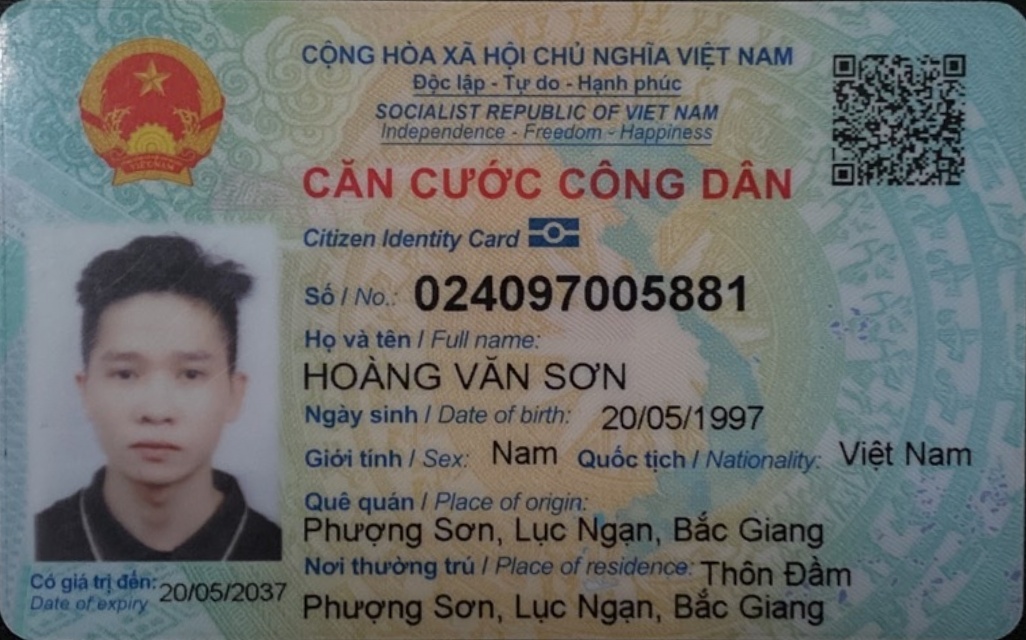 CỘNG HÒA XÃ HỘI CHỦ NGHĨA VIỆT NAM
Độc lập - Tự do - Hạnh phúc
SOCIALIST REPUBLIC OF VIET NAM
Independence - Freedom - Happiness
CĂN CƯỚC CÔNG DÂN
Citizen Identity Card
Số / No.: 024097005881
Họ và tên / Full name:
HOÀNG VĂN SƠN
Ngày sinh / Date of birth: 20/05/1997
Giới tính / Sex: Nam Quốc tịch / Nationality: Việt Nam
Quê quán / Place of origin:
Phượng Sơn, Lục Ngạn, Bắc Giang
Nơi thường trú / Place of residence: Thôn Đầm
Phượng Sơn, Lục Ngạn, Bắc Giang
Có giá trị đến: 20/05/2037
Date of expiry